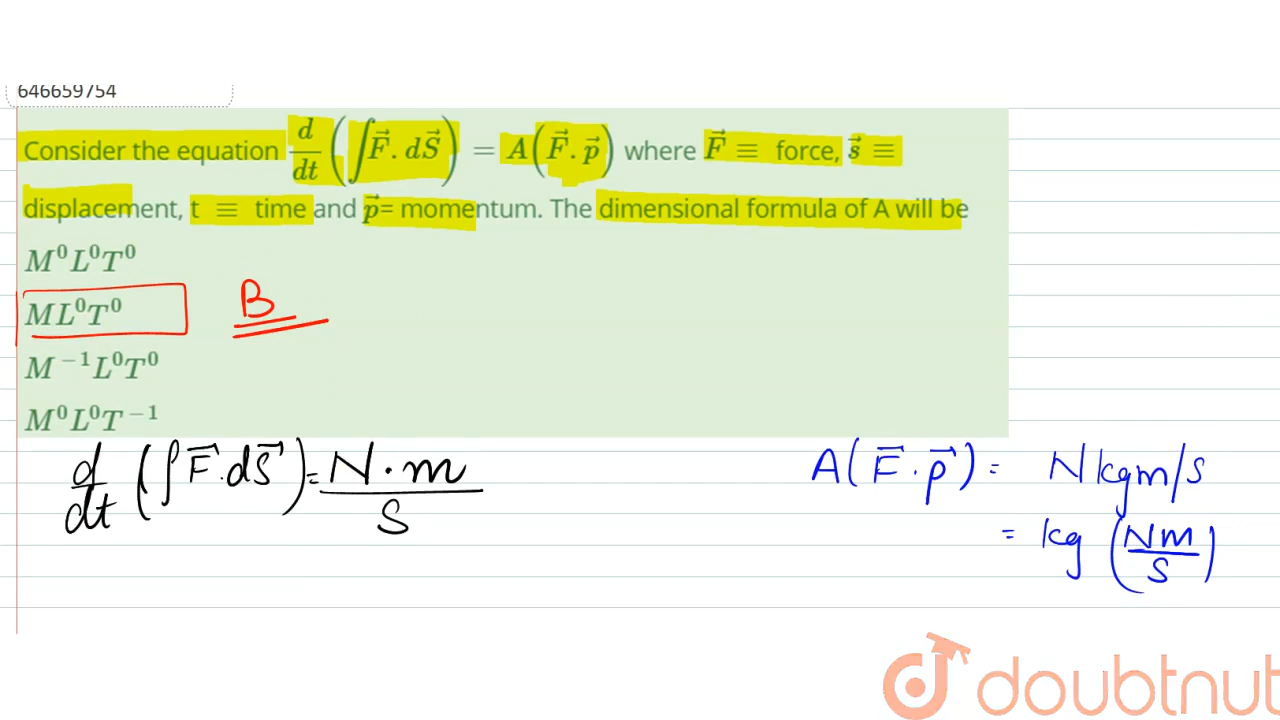 646659754
Consider the equation d/dt (∫F⃗. dS⃗) = A(F⃗. p⃗) where F⃗ ≡ force, s⃗ ≡
displacement, t ≡ time and p⃗= momentum. The dimensional formula of A will be
M⁰L⁰T⁰
ML⁰T⁰
B
M⁻¹L⁰T⁰
M⁰L⁰T⁻¹
d/dt (∫F⃗.dS⃗) = N·m/S
A(F⃗.p⃗) = Nkgm/s
= kg (Nm/S)
doubtnut